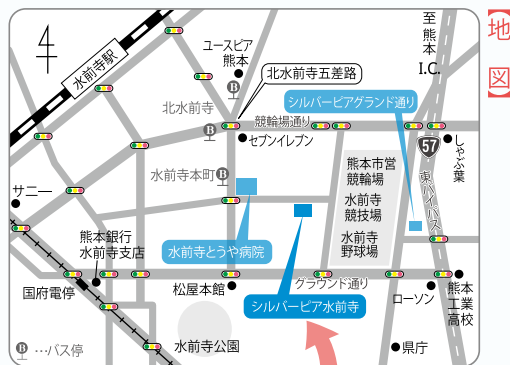 【地図】
至熊本I.C.
水前寺駅
ユースピア
熊本
北水前寺五差路
シルバーピアグランド通り
北水前寺
競輪場通り
セブンイレブン
57
東バイパス
しゃぶ葉
水前寺本町
熊本市営
競輪場
水前寺
競技場
水前寺
野球場
サニー
熊本銀行
水前寺支店
水前寺とうや病院
国府電停
松屋本館
シルバーピア水前寺
グラウンド通り
ローソン
熊本
工業
高校
水前寺公園
県庁
B…バス停